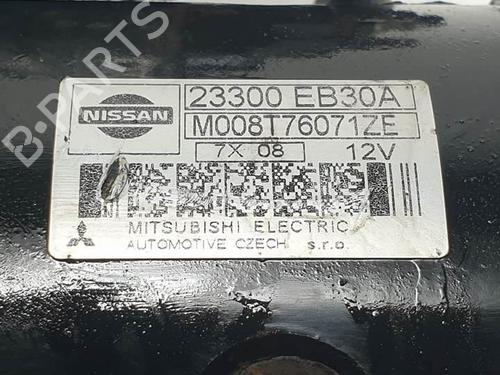 NISSAN
23300 EB30A
M008T76071ZE
7X 08 12V
MITSUBISHI ELECTRIC
AUTOMOTIVE CZECH s.r.o.
B-PARTS